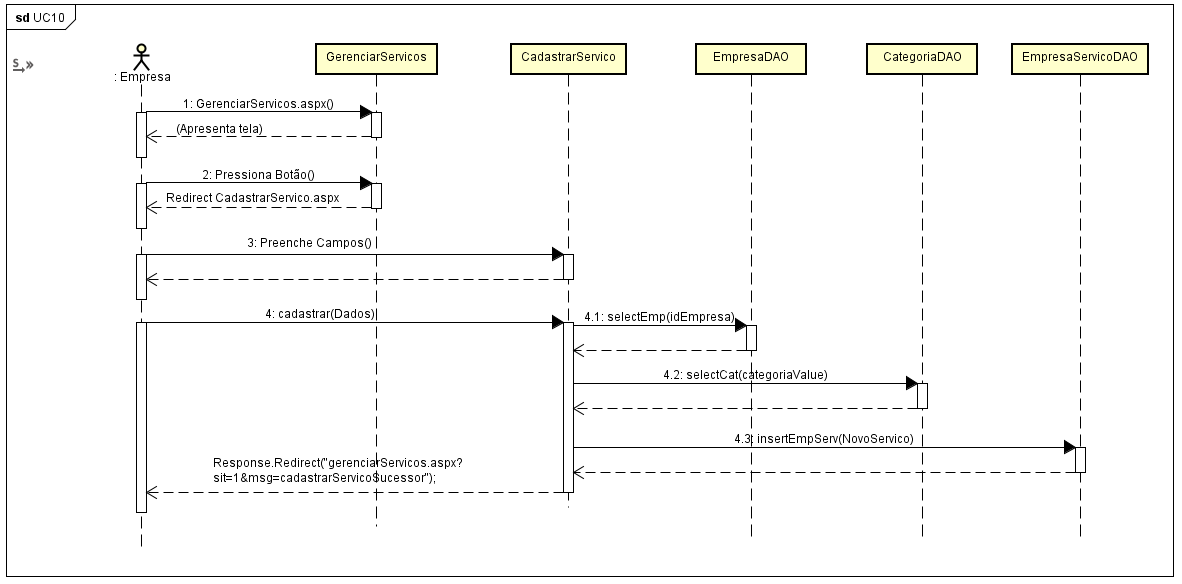 sd UC10
S
: Empresa
GerenciarServicos
CadastrarServico
EmpresaDAO
CategoriaDAO
EmpresaServicoDAO
1: GerenciarServicos.aspx()
(Apresenta tela)
2: Pressiona Botão()
Redirect CadastrarServico.aspx
3: Preenche Campos()
4: cadastrar(Dados)
4.1: selectEmp(idEmpresa)
4.2: selectCat(categoriaValue)
4.3: insertEmpServ(NovoServico)
Response.Redirect("gerenciarServicos.aspx?
sit=1&msg=cadastrarServicoSucessor");